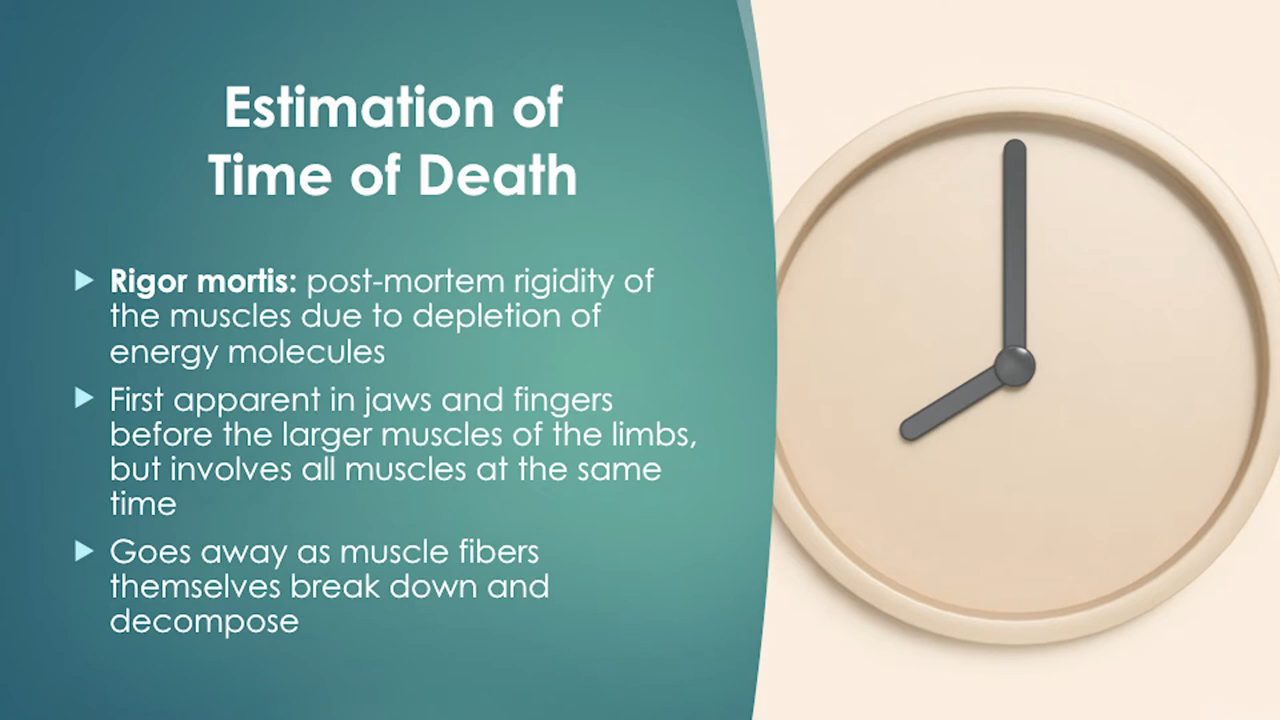 Estimation of
Time of Death
Rigor mortis: post-mortem rigidity of
the muscles due to depletion of
energy molecules
First apparent in jaws and fingers
before the larger muscles of the limbs,
but involves all muscles at the same
time
Goes away as muscle fibers
themselves break down and
decompose